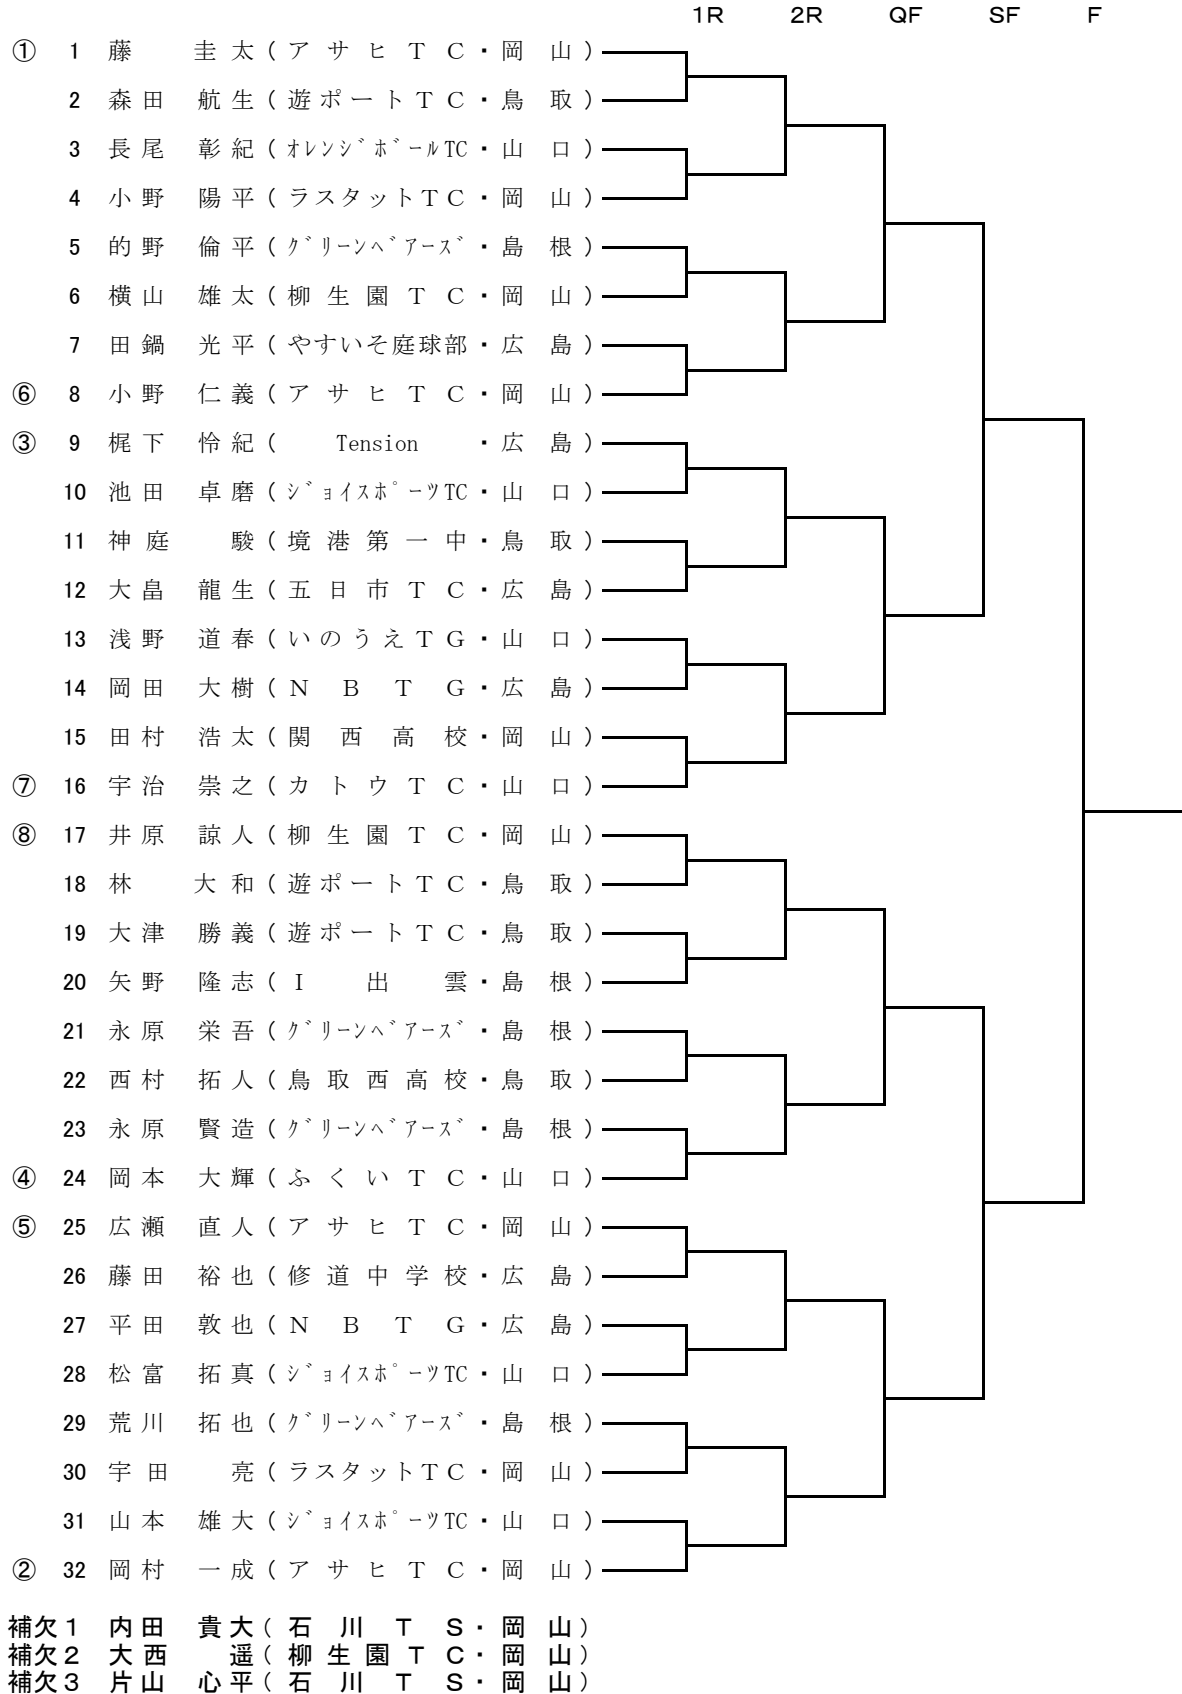 1R 2R QF SF F
① 1 藤 圭太(アサヒTC・岡山)
2 森田 航生(遊ポートTC・鳥取)
3 長尾 彰紀(ｵﾚﾝｼﾞﾎﾞｰﾙTC・山口)
4 小野 陽平(ラスタットTC・岡山)
5 的野 倫平(ｸﾞﾘｰﾝﾍﾞｱｰｽﾞ・島根)
6 横山 雄太(柳生園TC・岡山)
7 田鍋 光平(やすいそ庭球部・広島)
⑥ 8 小野 仁義(アサヒTC・岡山)
③ 9 梶下 怜紀(Tension・広島)
10 池田 卓磨(ｼﾞｮｲｽﾎﾟｰﾂTC・山口)
11 神庭 駿(境港第一中・鳥取)
12 大畠 龍生(五日市TC・広島)
13 浅野 道春(いのうえTG・山口)
14 岡田 大樹(NBTG・広島)
15 田村 浩太(関西高校・岡山)
⑦ 16 宇治 崇之(カトウTC・山口)
⑧ 17 井原 諒人(柳生園TC・岡山)
18 林 大和(遊ポートTC・鳥取)
19 大津 勝義(遊ポートTC・鳥取)
20 矢野 隆志(I出雲・島根)
21 永原 栄吾(ｸﾞﾘｰﾝﾍﾞｱｰｽﾞ・島根)
22 西村 拓人(鳥取西高校・鳥取)
23 永原 賢造(ｸﾞﾘｰﾝﾍﾞｱｰｽﾞ・島根)
④ 24 岡本 大輝(ふくいTC・山口)
⑤ 25 広瀬 直人(アサヒTC・岡山)
26 藤田 裕也(修道中学校・広島)
27 平田 敦也(NBTG・広島)
28 松富 拓真(ｼﾞｮｲｽﾎﾟｰﾂTC・山口)
29 荒川 拓也(ｸﾞﾘｰﾝﾍﾞｱｰｽﾞ・島根)
30 宇田 亮(ラスタットTC・岡山)
31 山本 雄大(ｼﾞｮｲｽﾎﾟｰﾂTC・山口)
② 32 岡村 一成(アサヒTC・岡山)
補欠1 内田 貴大(石川TS・岡山)
補欠2 大西 遥(柳生園TC・岡山)
補欠3 片山 心平(石川TS・岡山)